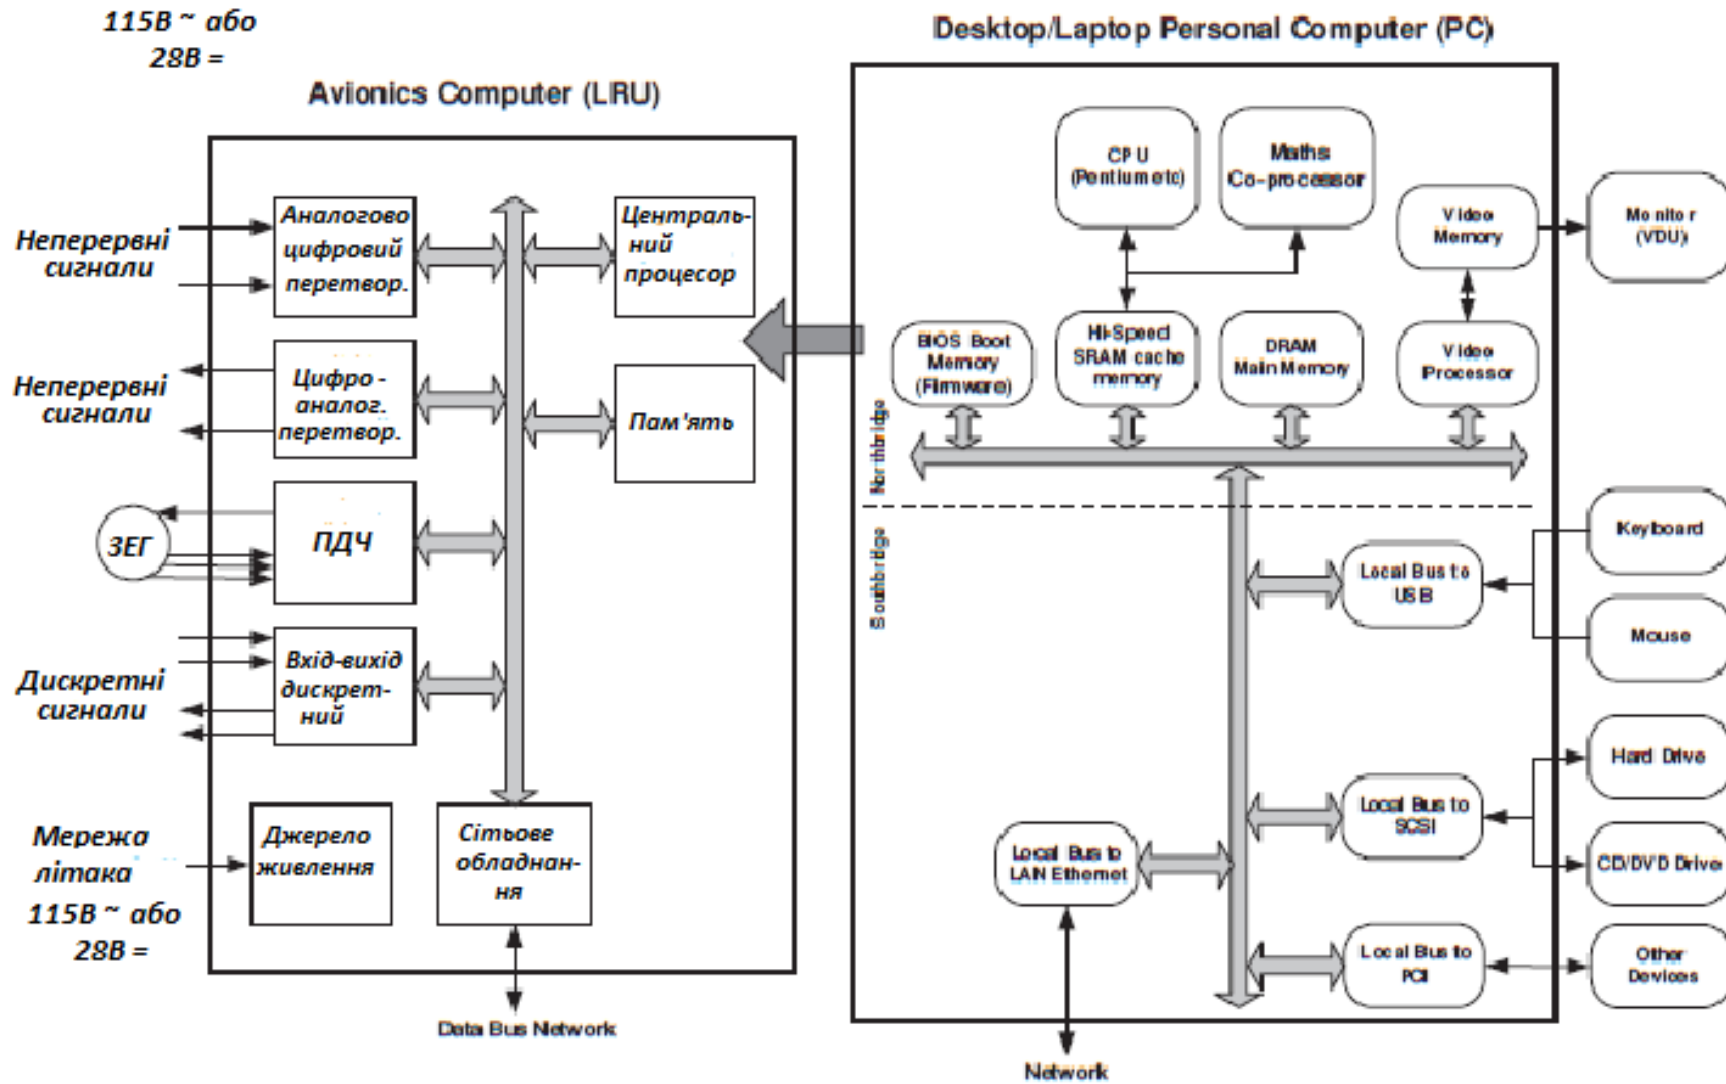 115В ~ або
28В =
Desktop/Laptop Personal Computer (PC)
Avionics Computer (LRU)
Неперервні
сигнали
Аналогово
цифровий
перетвор.
Централь-
ний
процесор
Неперервні
сигнали
Цифро -
аналог.
перетвор.
Пам'ять
ЗЕГ
ПДЧ
Дискретні
сигнали
Вхід-вихід
дискрет-
ний
Мережа
літака
115В ~ або
28В =
Джерело
живлення
Сітьове
обладнан-
ня
Data Bus Network
CPU
(Pentium etc)
Maths
Co-processor
Video
Memory
Monitor
(VDU)
BIOS Boot
Memory
(Firmware)
Hi-Speed
SRAM cache
memory
DRAM
Main Memory
Video
Processor
Northbridge
Southbridge
Local Bus to
USB
Keyboard
Mouse
Local Bus to
SCSI
Hard Drive
CD/DVD Drive
Local Bus to
LAN Ethernet
Local Bus to
PCI
Other
Devices
Network